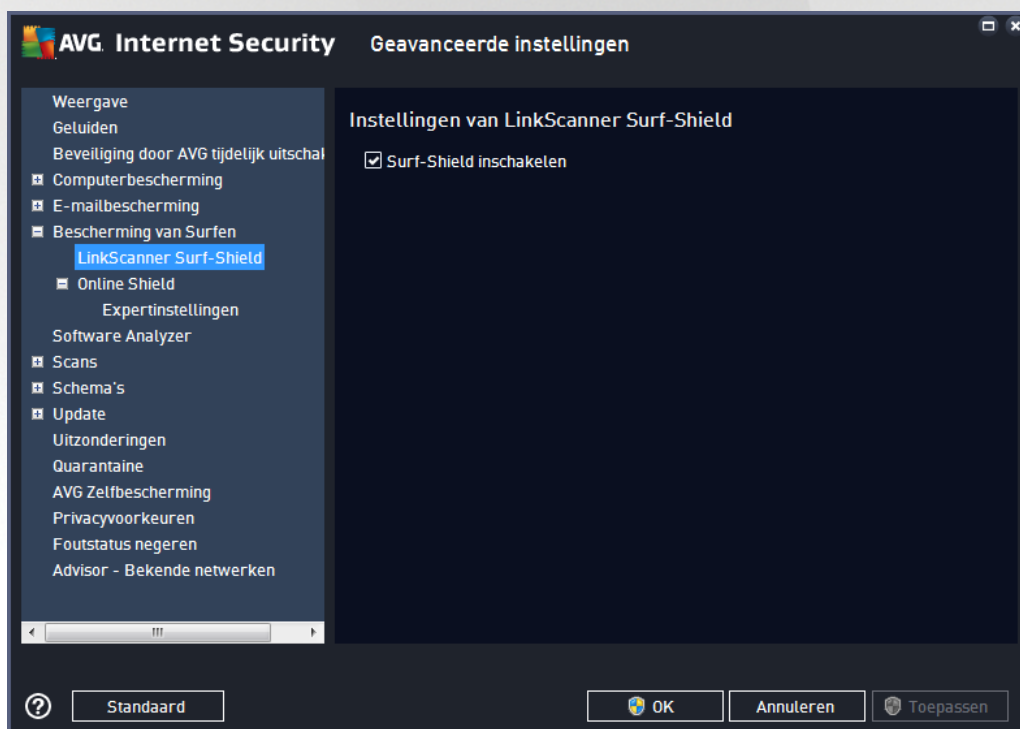 AVG. Internet Security
Geavanceerde instellingen
Weergave
Geluiden
Beveiliging door AVG tijdelijk uitschak
Computerbescherming
E-mailbescherming
Bescherming van Surfen
LinkScanner Surf-Shield
Online Shield
Expertinstellingen
Software Analyzer
Scans
Schema's
Update
Uitzonderingen
Quarantaine
AVG Zelfbescherming
Privacyvoorkeuren
Foutstatus negeren
Advisor - Bekende netwerken
Instellingen van LinkScanner Surf-Shield
Surf-Shield inschakelen
Standaard
OK
Annuleren
Toepassen